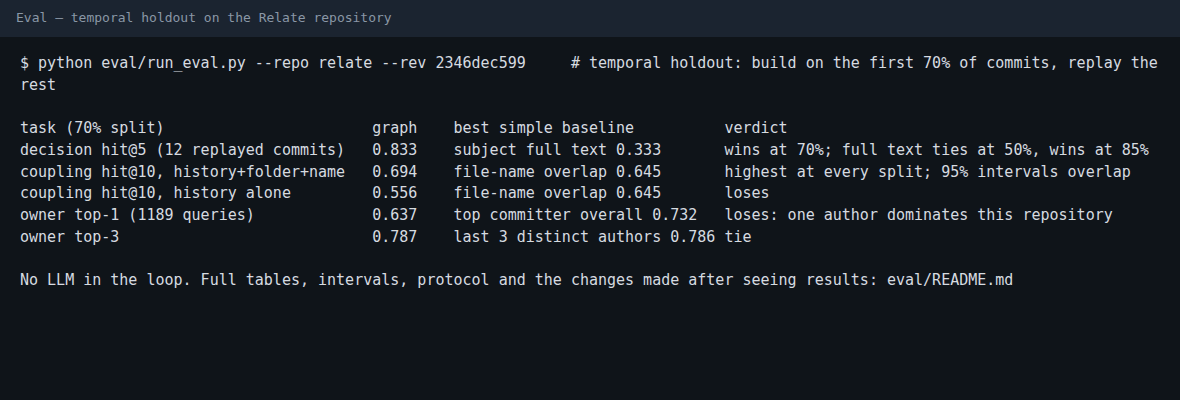 Eval — temporal holdout on the Relate repository
$ python eval/run_eval.py --repo relate --rev 2346dec599     # temporal holdout: build on the first 70% of commits, replay the
rest
task (70% split)                       graph    best simple baseline          verdict
decision hit@5 (12 replayed commits)   0.833    subject full text 0.333       wins at 70%; full text ties at 50%, wins at 85%
coupling hit@10, history+folder+name   0.694    file-name overlap 0.645       highest at every split; 95% intervals overlap
coupling hit@10, history alone         0.556    file-name overlap 0.645       loses
owner top-1 (1189 queries)             0.637    top committer overall 0.732   loses: one author dominates this repository
owner top-3                            0.787    last 3 distinct authors 0.786 tie
No LLM in the loop. Full tables, intervals, protocol and the changes made after seeing results: eval/README.md